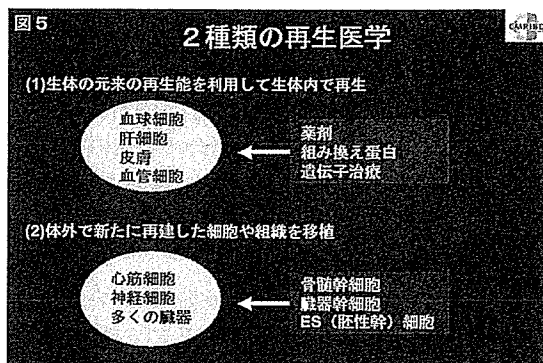 図5
2種類の再生医学
(1)生体の元来の再生能を利用して生体内で再生
血球細胞
肝細胞
皮膚
血管細胞
薬剤
組み換え蛋白
遺伝子治療
(2)体外で新たに再建した細胞や組織を移植
心筋細胞
神経細胞
多くの臓器
骨髄幹細胞
臓器幹細胞
ES(胚性幹)細胞